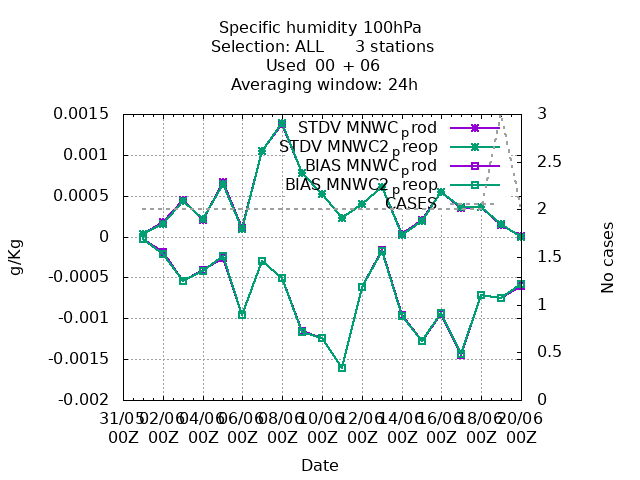 Specific humidity 100hPa
Selection: ALL 3 stations
Used 00 + 06
Averaging window: 24h
STDV MNWC_prod
STDV MNWC2_preop
BIAS MNWC_prod
BIAS MNWC2_preop
CASES
0.0015
0.001
0.0005
0
-0.0005
-0.001
-0.0015
-0.002
g/Kg
3
2.5
2
1.5
1
0.5
0
No cases
31/05 02/06 04/06 06/06 08/06 10/06 12/06 14/06 16/06 18/06 20/06
00Z 00Z 00Z 00Z 00Z 00Z 00Z 00Z 00Z 00Z 00Z
Date